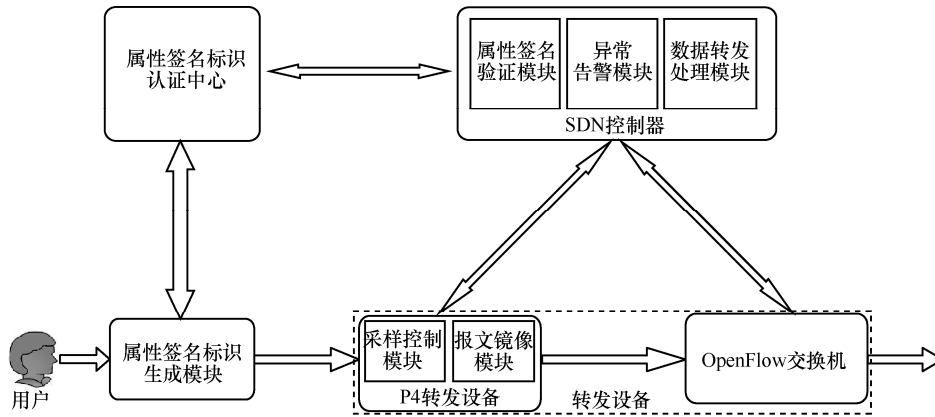 属性签名标识
认证中心
属性签名
验证模块
异常
告警模块
数据转发
处理模块
SDN控制器
用户
属性签名标识
生成模块
采样控制
模块
报文镜像
模块
P4转发设备
转发设备
OpenFlow交换机